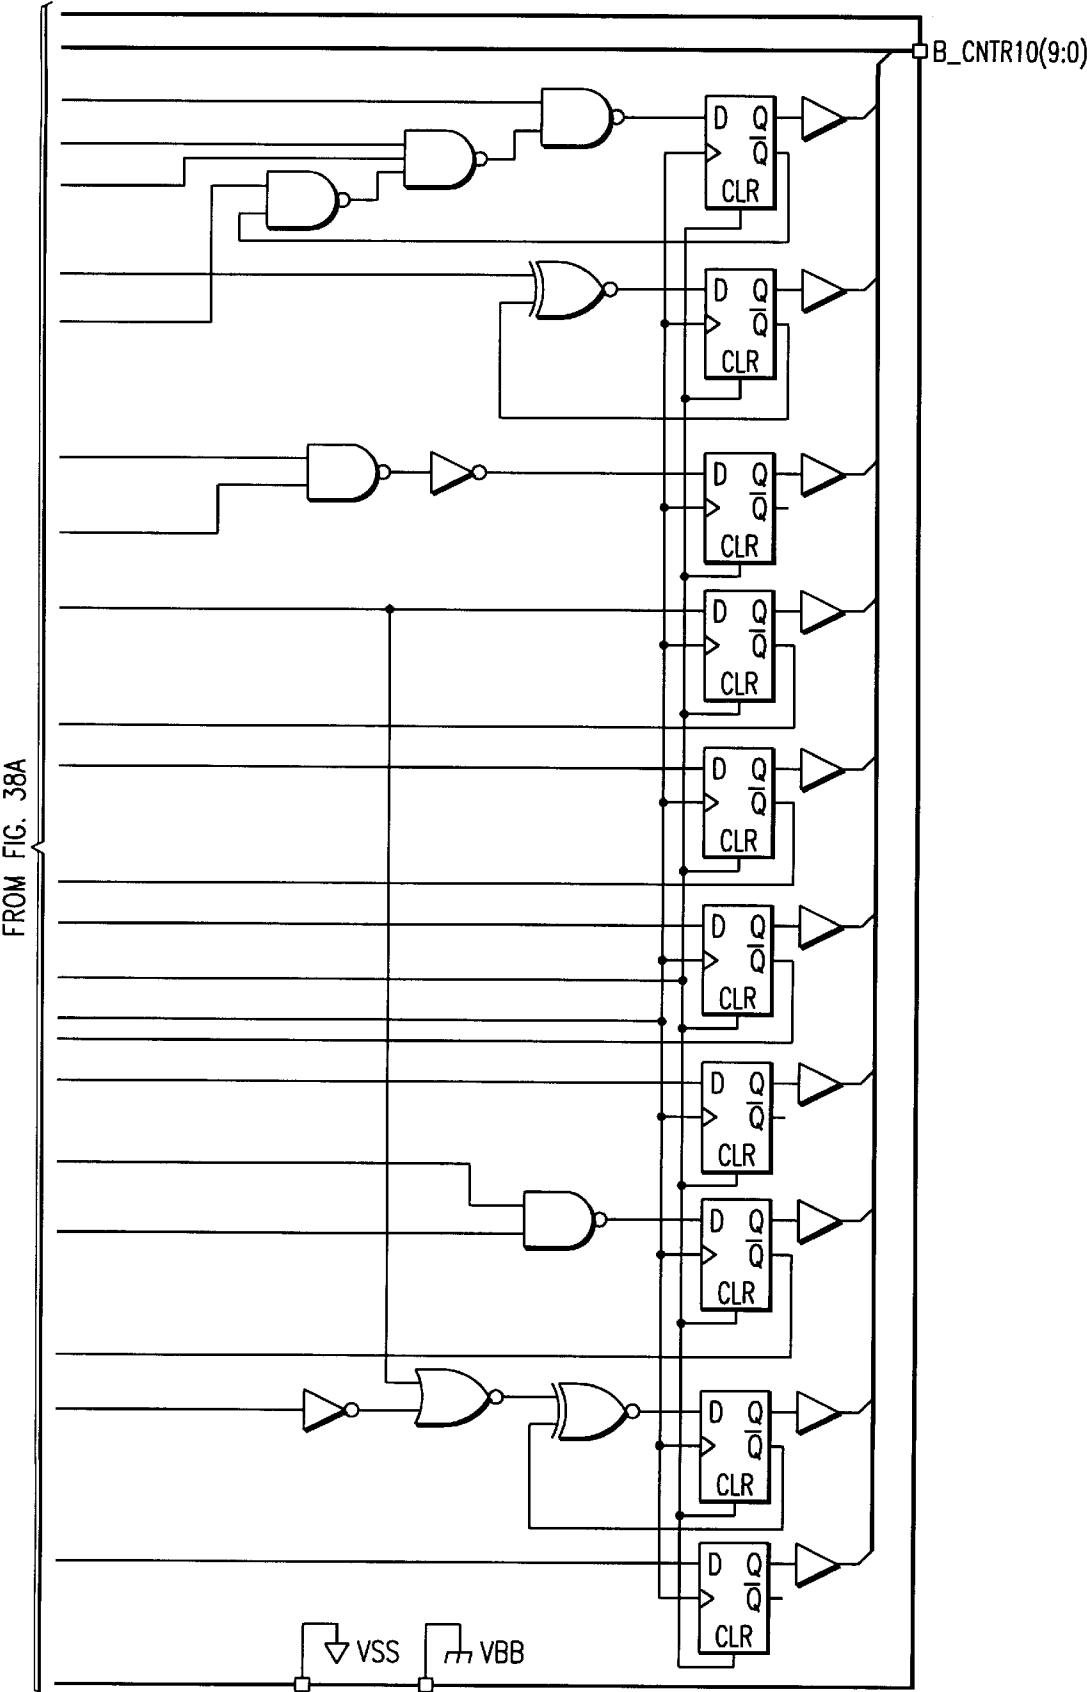 B_CNTR10(9:0)
D Q
Q̅
CLR
D Q
Q̅
CLR
D Q
Q̅
CLR
D Q
Q̅
CLR
FROM FIG. 38A
D Q
Q̅
CLR
D Q
Q̅
CLR
D Q
Q̅
CLR
D Q
Q̅
CLR
D Q
Q̅
CLR
D Q
Q̅
CLR
VSS VBB